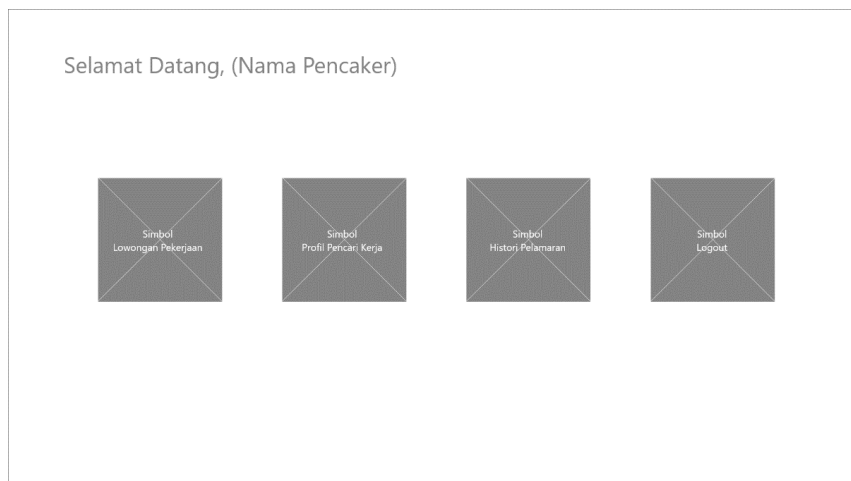 Selamat Datang, (Nama Pencaker)
Simbol
Lowongan Pekerjaan
Simbol
Profil Pencari Kerja
Simbol
Histori Pelamaran
Simbol
Logout